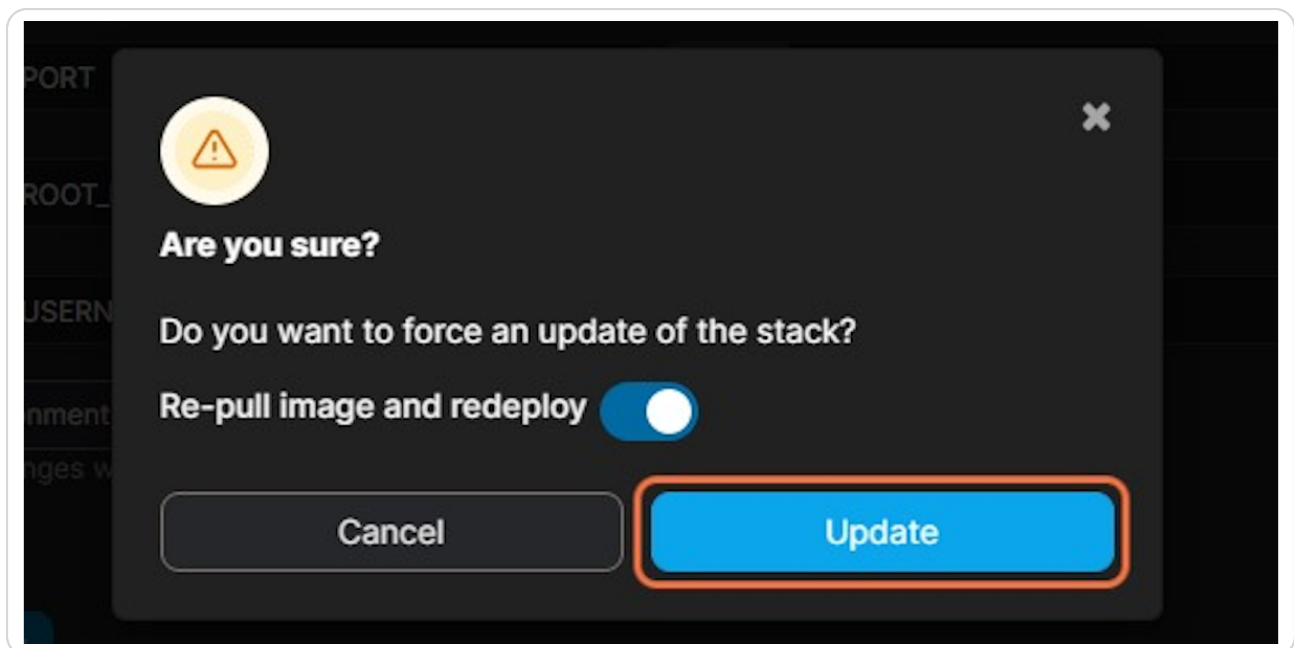 PORT
ROOT_
USERN
Are you sure?
Do you want to force an update of the stack?
Re-pull image and redeploy
nment
nges w
Cancel
Update